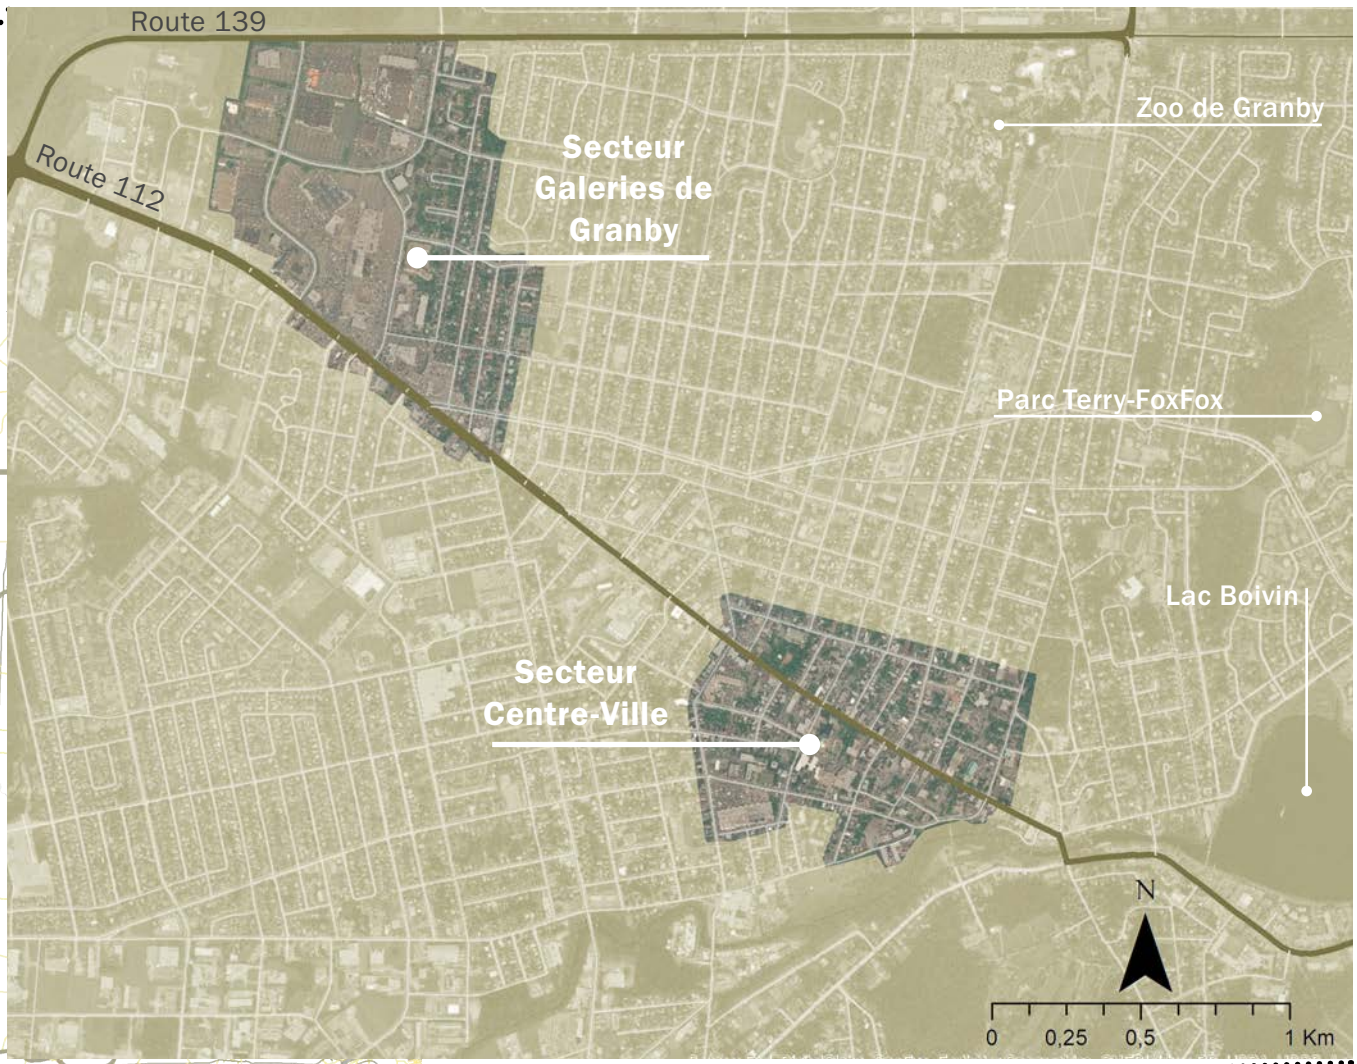 Route 139
Zoo de Granby
Route 112
Secteur
Galeries de
Granby
Parc Terry-FoxFox
Lac Boivin
Secteur
Centre-Ville
N
0 0,25 0,5 1 Km